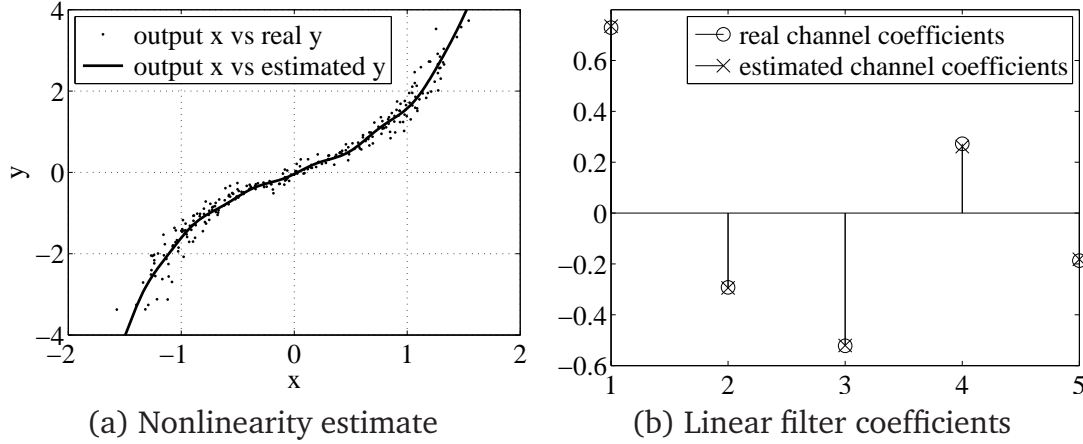 4
2
0
−2
−4
y
output x vs real y
output x vs estimated y
−2
−1
0
1
2
x
(a) Nonlinearity estimate
0.6
0.4
0.2
0
−0.2
−0.4
−0.6
real channel coefficients
estimated channel coefficients
1
2
3
4
5
(b) Linear filter coefficients